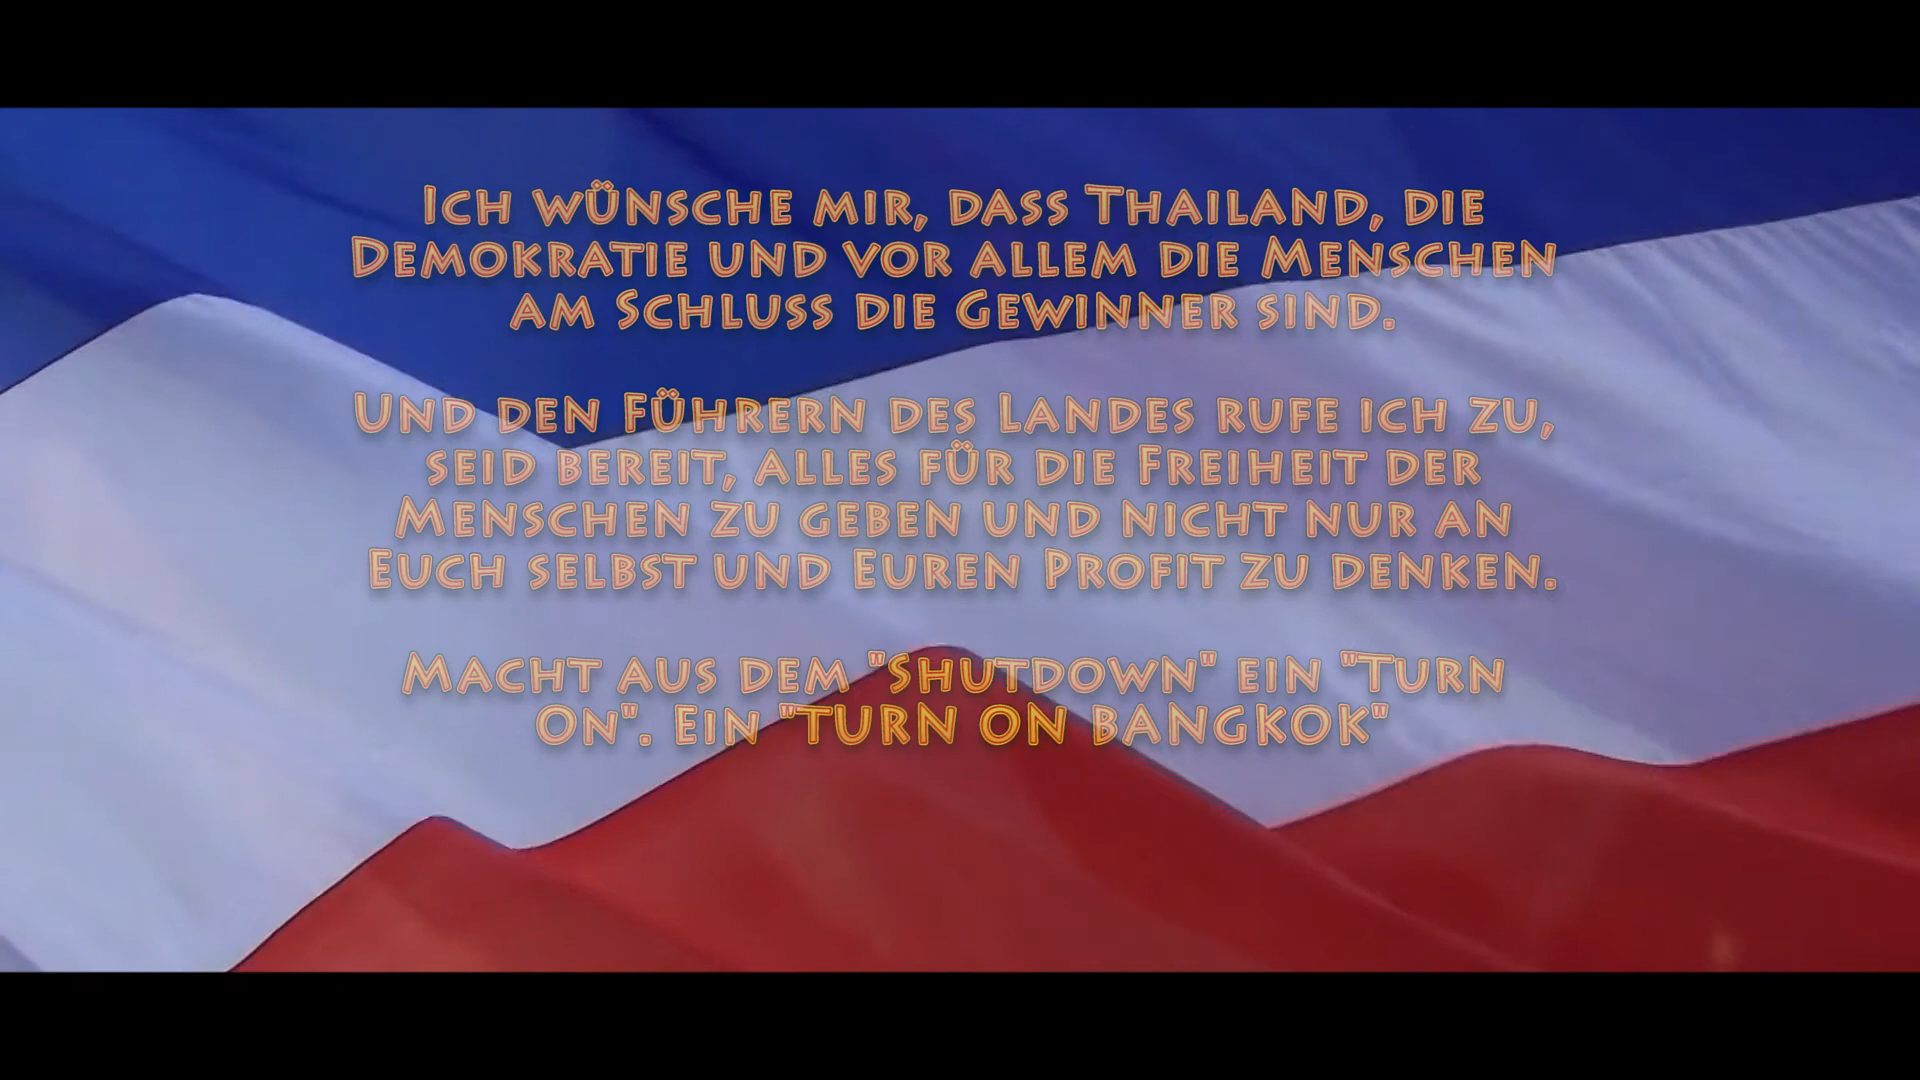 Ich wünsche mir, dass Thailand, die
Demokratie und vor allem die Menschen
am Schluss die Gewinner sind.
Und den Führern des Landes rufe ich zu,
seid bereit, alles für die Freiheit der
Menschen zu geben und nicht nur an
Euch selbst und Euren Profit zu denken.
Macht aus dem "Shutdown" ein "Turn
on". Ein "TURN ON BANGKOK"